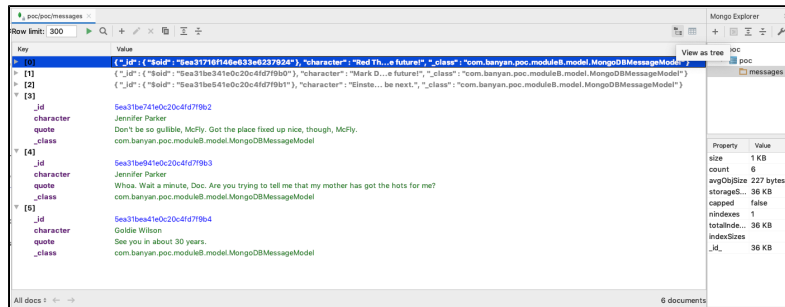 poc/poc/messages
Mongo Explorer
Row limit: 300
View as tree
Key Value
[0] {"_id": {"$oid": "5ea31716f146e633e6237924"}, "character": "Red Th...e future!", "_class": "com.banyan.poc.moduleB.model.MongoDBMessageModel"}
[1] {"_id": {"$oid": "5ea31be341e0c20c4fd7f9b0"}, "character": "Mark D...e future!", "_class": "com.banyan.poc.moduleB.model.MongoDBMessageModel"}
[2] {"_id": {"$oid": "5ea31be541e0c20c4fd7f9b1"}, "character": "Einste... be next.", "_class": "com.banyan.poc.moduleB.model.MongoDBMessageModel"}
[3]
_id 5ea31be741e0c20c4fd7f9b2
character Jennifer Parker
quote Don't be so gullible, McFly. Got the place fixed up nice, though, McFly.
_class com.banyan.poc.moduleB.model.MongoDBMessageModel
[4]
_id 5ea31be941e0c20c4fd7f9b3
character Jennifer Parker
quote Whoa. Wait a minute, Doc. Are you trying to tell me that my mother has got the hots for me?
_class com.banyan.poc.moduleB.model.MongoDBMessageModel
[5]
_id 5ea31bea41e0c20c4fd7f9b4
character Goldie Wilson
quote See you in about 30 years.
_class com.banyan.poc.moduleB.model.MongoDBMessageModel
All docs
6 documents
poc
poc
messages
Property Value
size 1 KB
count 6
avgObjSize 227 bytes
storageS... 36 KB
capped false
nindexes 1
totalInde... 36 KB
indexSizes
_id_ 36 KB